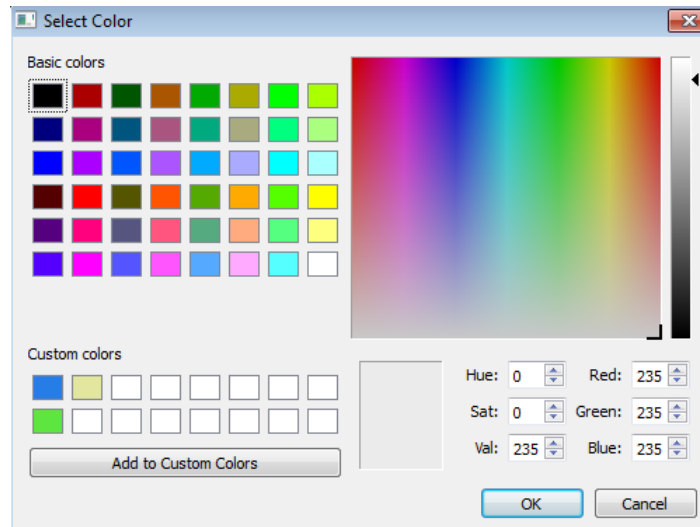 Select Color
Basic colors
Custom colors
Add to Custom Colors
Hue: 0 Red: 235
Sat: 0 Green: 235
Val: 235 Blue: 235
OK Cancel